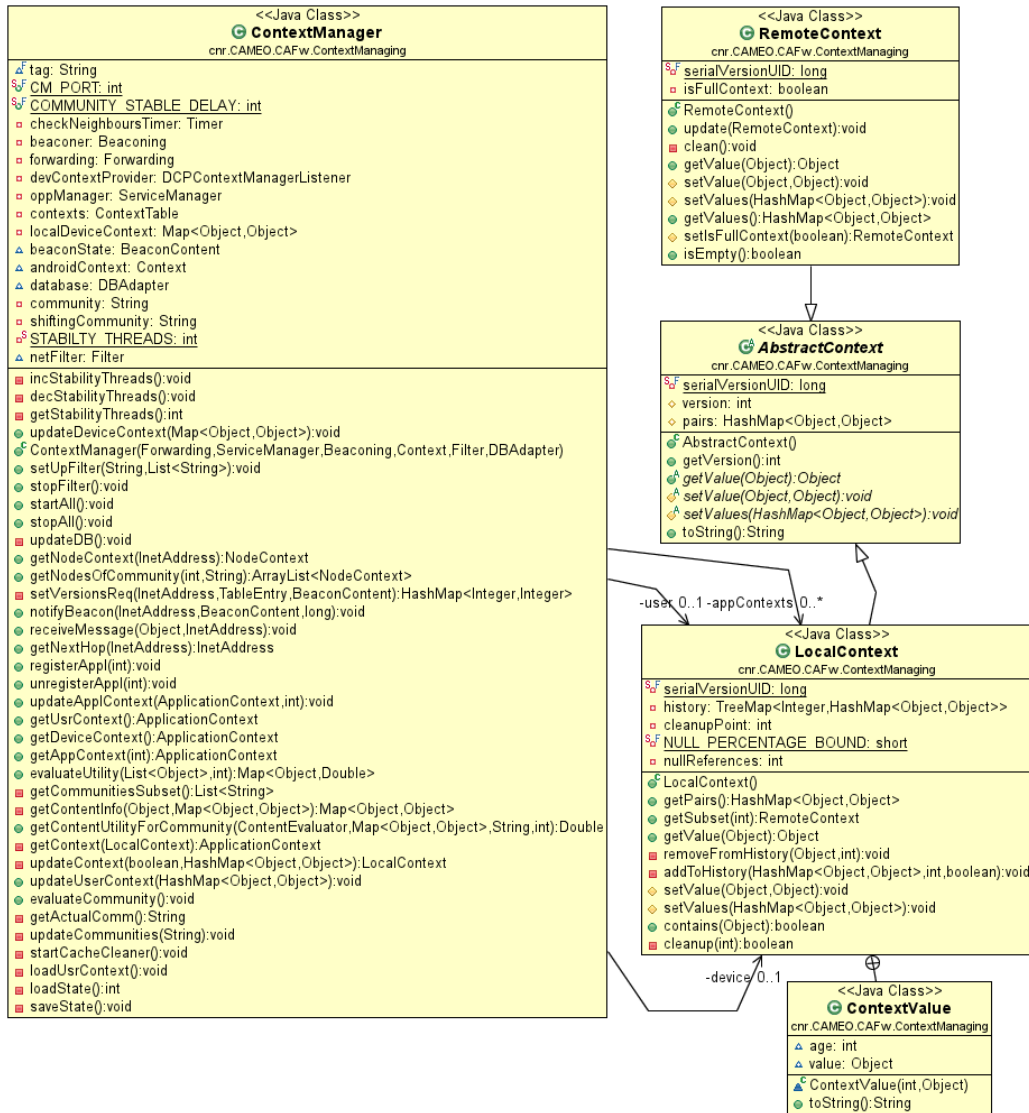 <<Java Class>>
ContextManager
cnr.CAMEO.CAFw.ContextManaging
tag: String
CM_PORT: int
COMMUNITY_STABLE_DELAY: int
checkNeighboursTimer: Timer
beaconer: Beaconing
forwarding: Forwarding
devContextProvider: DCPContextManagerListener
oppManager: ServiceManager
contexts: ContextTable
localDeviceContext: Map<Object,Object>
beaconState: BeaconContent
androidContext: Context
database: DBAdapter
community: String
shiftingCommunity: String
STABILTY_THREADS: int
netFilter: Filter
incStabilityThreads():void
decStabilityThreads():void
getStabilityThreads():int
updateDeviceContext(Map<Object,Object>):void
ContextManager(Forwarding,ServiceManager,Beaconing,Context,Filter,DBAdapter)
setUpFilter(String,List<String>):void
stopFilter():void
startAll():void
stopAll():void
updateDB():void
getNodeContext(InetAddress):NodeContext
getNodesOfCommunity(int,String):ArrayList<NodeContext>
setVersionsReq(InetAddress,TableEntry,BeaconContent):HashMap<Integer,Integer>
notifyBeacon(InetAddress,BeaconContent,long):void
receiveMessage(Object,InetAddress):void
getNextHop(InetAddress):InetAddress
registerAppl(int):void
unregisterAppl(int):void
updateApplContext(ApplicationContext,int):void
getUsrContext():ApplicationContext
getDeviceContext():ApplicationContext
getAppContext(int):ApplicationContext
evaluateUtility(List<Object>,int):Map<Object,Double>
getCommunitiesSubset():List<String>
getContentInfo(Object,Map<Object,Object>):Map<Object,Object>
getContentUtilityForCommunity(ContentEvaluator,Map<Object,Object>,String,int):Double
getContext(LocalContext):ApplicationContext
updateContext(boolean,HashMap<Object,Object>):LocalContext
updateUserContext(HashMap<Object,Object>):void
evaluateCommunity():void
getActualComm():String
updateCommunities(String):void
startCacheCleaner():void
loadUsrContext():void
loadState():int
saveState():void
<<Java Class>>
RemoteContext
cnr.CAMEO.CAFw.ContextManaging
serialVersionUID: long
isFullContext: boolean
RemoteContext()
update(RemoteContext):void
clean():void
getValue(Object):Object
setValue(Object,Object):void
setValues(HashMap<Object,Object>):void
getValues():HashMap<Object,Object>
setIsFullContext(boolean):RemoteContext
isEmpty():boolean
<<Java Class>>
AbstractContext
cnr.CAMEO.CAFw.ContextManaging
serialVersionUID: long
version: int
pairs: HashMap<Object,Object>
AbstractContext()
getVersion():int
getValue(Object):Object
setValue(Object,Object):void
setValues(HashMap<Object,Object>):void
toString():String
-user 0..1 -appContexts 0..*
<<Java Class>>
LocalContext
cnr.CAMEO.CAFw.ContextManaging
serialVersionUID: long
history: TreeMap<Integer,HashMap<Object,Object>>
cleanupPoint: int
NULL_PERCENTAGE_BOUND: short
nullReferences: int
LocalContext()
getPairs():HashMap<Object,Object>
getSubset(int):RemoteContext
getValue(Object):Object
removeFromHistory(Object,int):void
addToHistory(HashMap<Object,Object>,int,boolean):void
setValue(Object,Object):void
setValues(HashMap<Object,Object>):void
contains(Object):boolean
cleanup(int):boolean
-device 0..1
<<Java Class>>
ContextValue
cnr.CAMEO.CAFw.ContextManaging
age: int
value: Object
ContextValue(int,Object)
toString():String